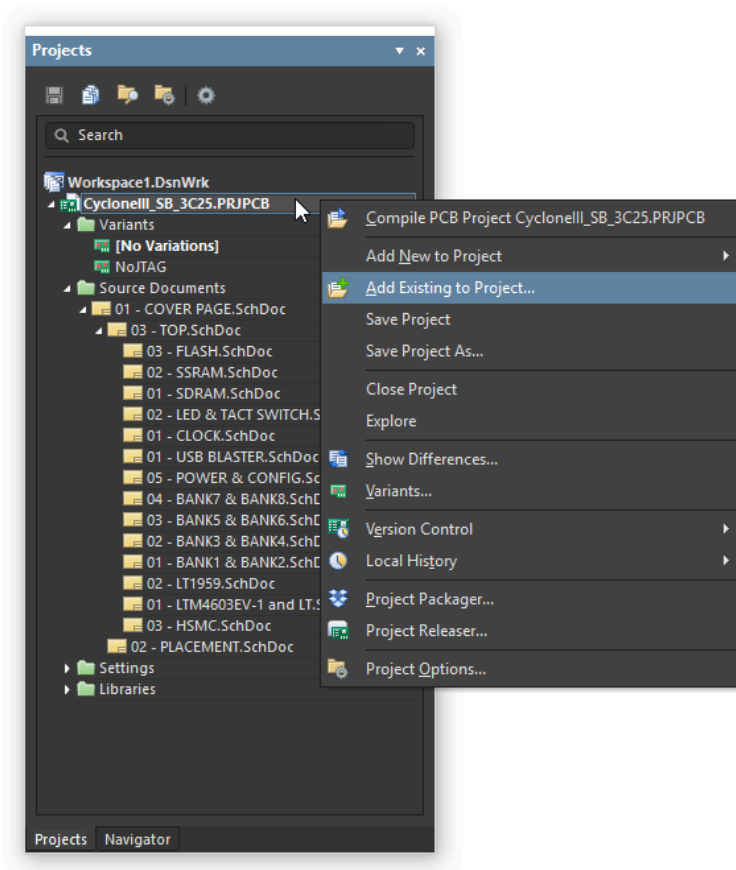 Projects
Search
Workspace1.DsnWrk
CycloneIII_SB_3C25.PRJPCB
Variants
[No Variations]
NoJTAG
Source Documents
01 - COVER PAGE.SchDoc
03 - TOP.SchDoc
03 - FLASH.SchDoc
02 - SSRAM.SchDoc
01 - SDRAM.SchDoc
02 - LED & TACT SWITCH.S
01 - CLOCK.SchDoc
01 - USB BLASTER.SchDoc
05 - POWER & CONFIG.Sc
04 - BANK7 & BANK8.SchD
03 - BANK5 & BANK6.SchD
02 - BANK3 & BANK4.SchD
01 - BANK1 & BANK2.SchD
02 - LT1959.SchDoc
01 - LTM4603EV-1 and LT.S
03 - HSMC.SchDoc
02 - PLACEMENT.SchDoc
Settings
Libraries
Projects Navigator
Compile PCB Project CycloneIII_SB_3C25.PRJPCB
Add New to Project
Add Existing to Project...
Save Project
Save Project As...
Close Project
Explore
Show Differences...
Variants...
Version Control
Local History
Project Packager...
Project Releaser...
Project Options...